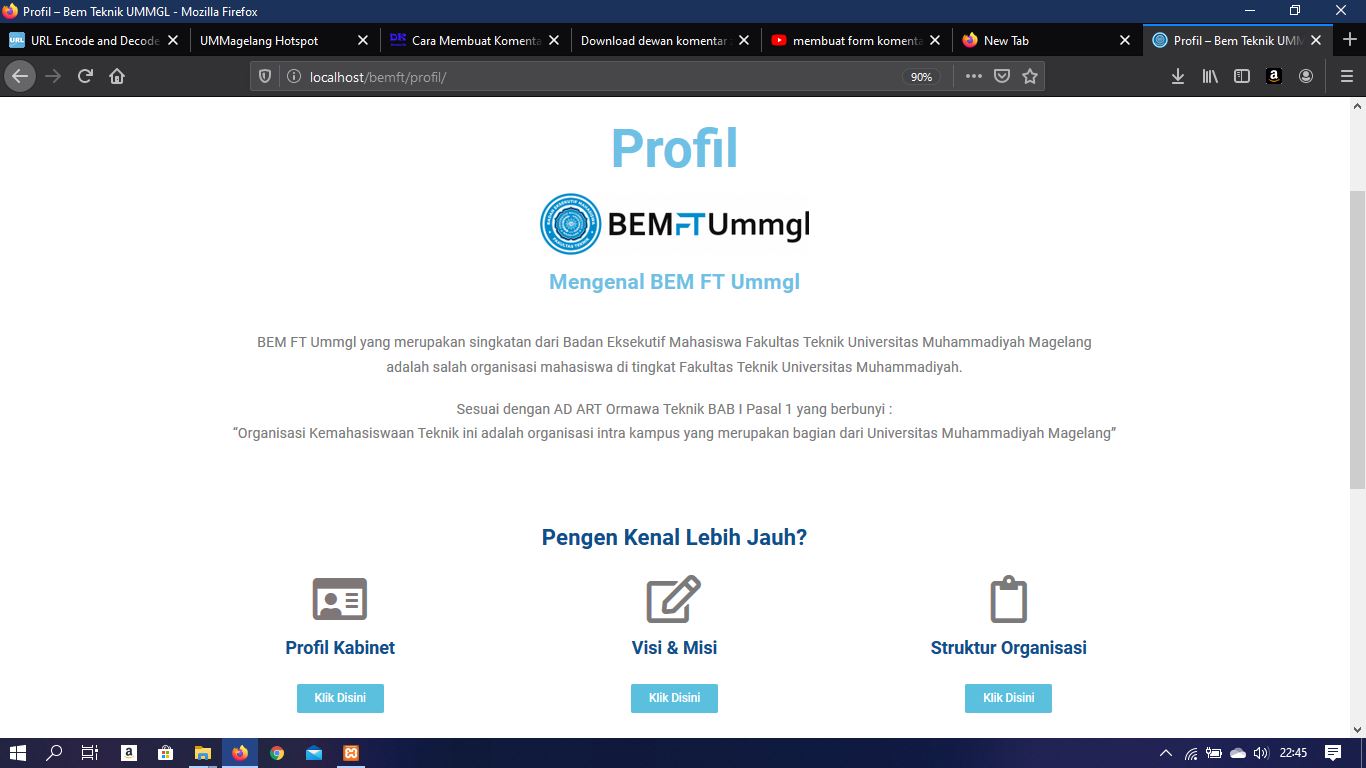 Profil – Bem Teknik UMMGL - Mozilla Firefox
URL Encode and Decode
UMMagelang Hotspot
Cara Membuat Komenta
Download dewan komentar
membuat form komenta
New Tab
Profil – Bem Teknik UMM
localhost/bemft/profil/
90%
Profil
BEMFTUmmgl
Mengenal BEM FT Ummgl
BEM FT Ummgl yang merupakan singkatan dari Badan Eksekutif Mahasiswa Fakultas Teknik Universitas Muhammadiyah Magelang
adalah salah organisasi mahasiswa di tingkat Fakultas Teknik Universitas Muhammadiyah.
Sesuai dengan AD ART Ormawa Teknik BAB I Pasal 1 yang berbunyi :
“Organisasi Kemahasiswaan Teknik ini adalah organisasi intra kampus yang merupakan bagian dari Universitas Muhammadiyah Magelang”
Pengen Kenal Lebih Jauh?
Profil Kabinet
Visi & Misi
Struktur Organisasi
Klik Disini
Klik Disini
Klik Disini
22:45